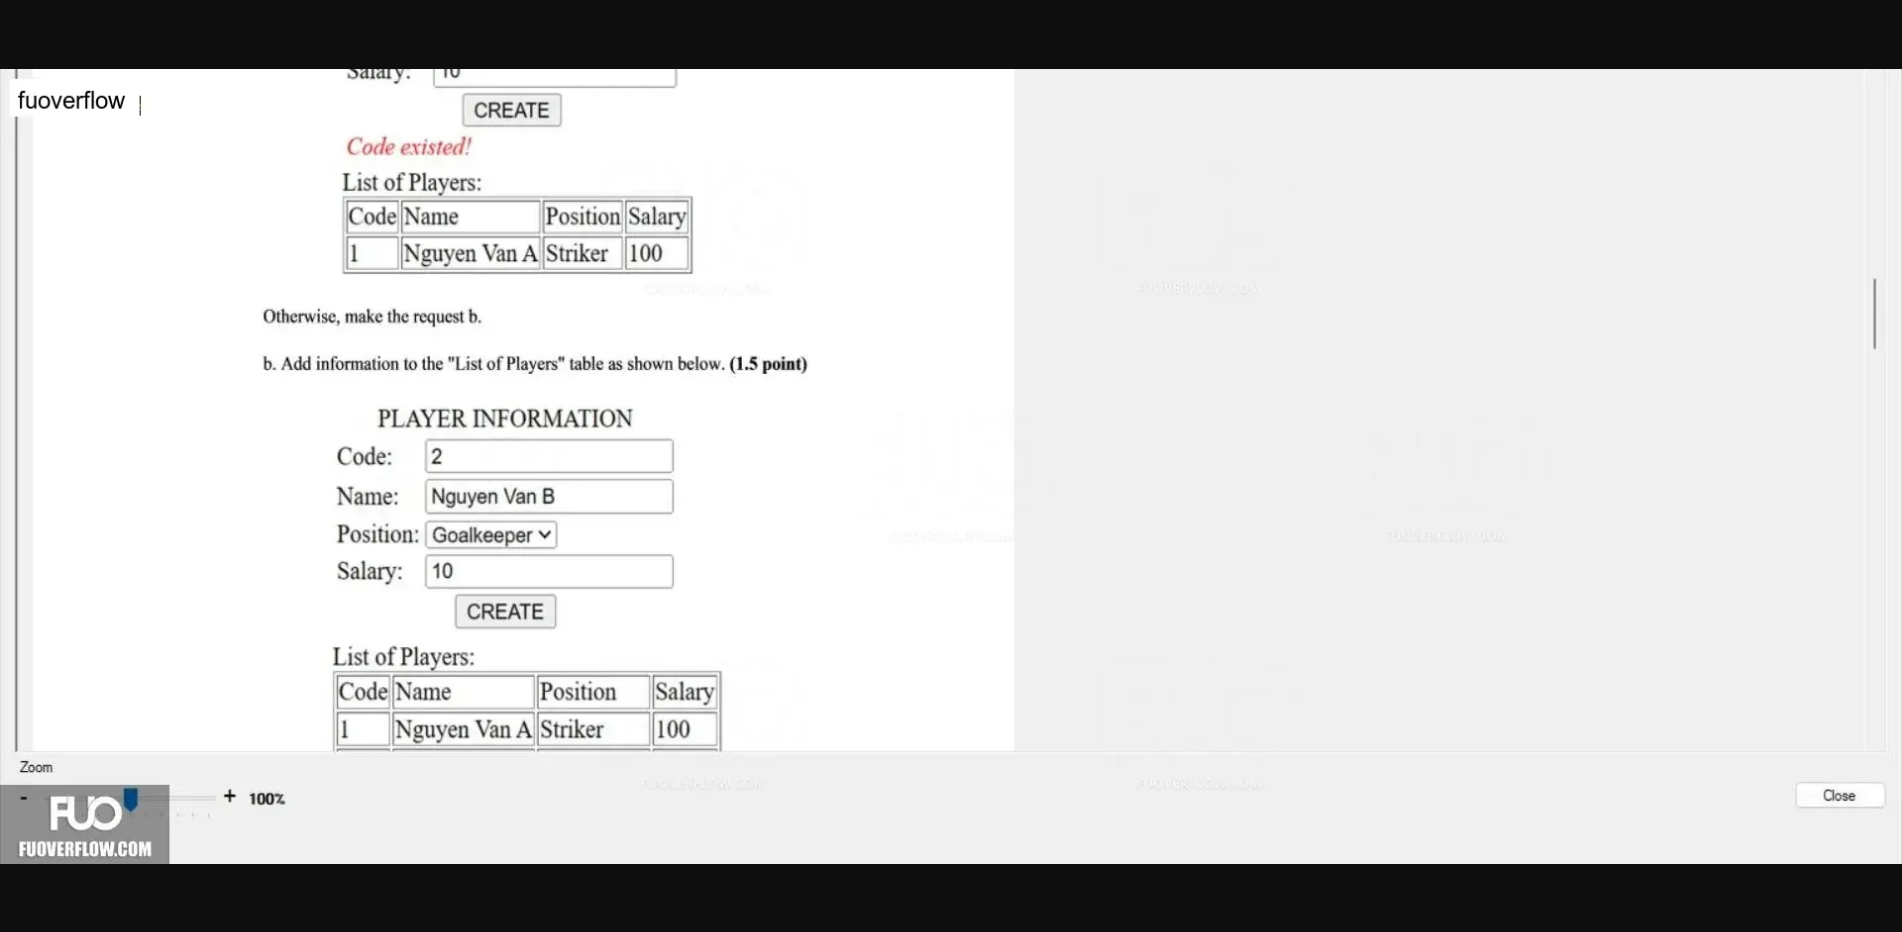 Salary: 10
fuoverflow
CREATE
Code existed!
List of Players:
Code Name Position Salary
1 Nguyen Van A Striker 100
Otherwise, make the request b.
b. Add information to the "List of Players" table as shown below. (1.5 point)
PLAYER INFORMATION
Code: 2
Name: Nguyen Van B
Position: Goalkeeper
Salary: 10
CREATE
List of Players:
Code Name Position Salary
1 Nguyen Van A Striker 100
Zoom
- + 100%
Close
FUO
FUOVERFLOW.COM